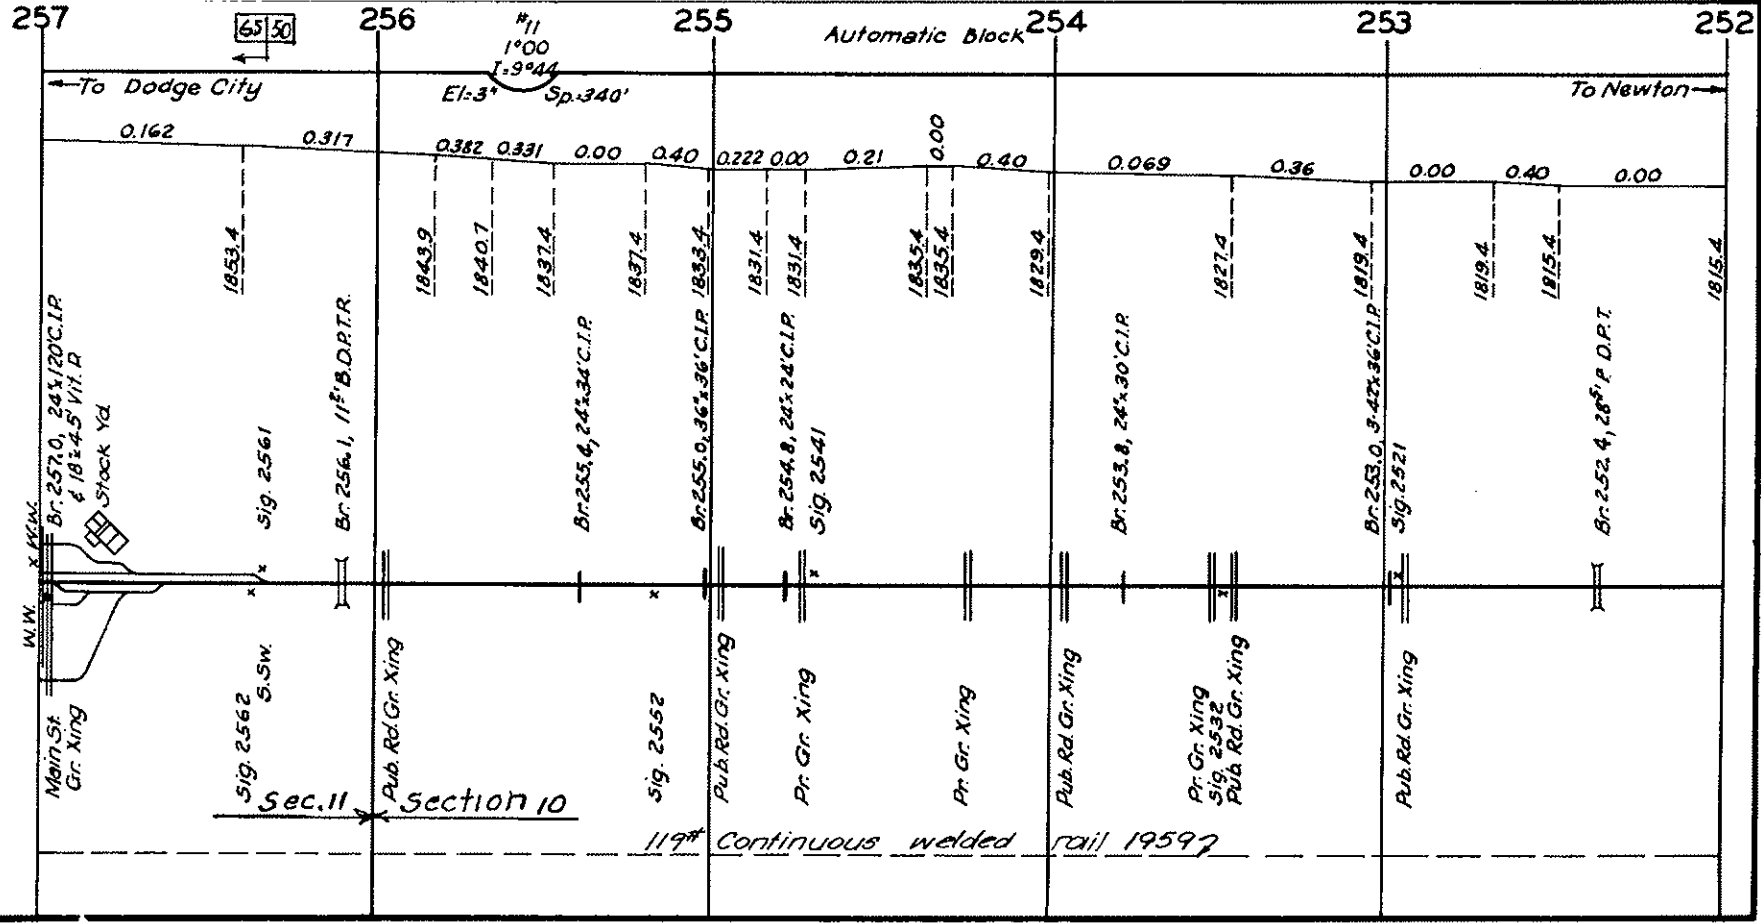 257
65 50
256
#11
1°00
I=9°44
255
Automatic Block
254
253
252
To Dodge City
El=3"
Sp.=340'
To Newton
0.162
0.317
0.382
0.331
0.00
0.40
0.222
0.00
0.21
0.00
0.40
0.069
0.36
0.00
0.40
0.00
1853.4
1843.9
1840.7
1837.4
1837.4
1833.4
1831.4
1831.4
1835.4
1835.4
1829.4
1827.4
1819.4
1819.4
1815.4
1815.4
x W.W.
Br. 257.0, 24"x120'C.I.P.
& 18"x45' Vit. P.
Stock Yd.
Sig. 2561
Br. 256.1, B.D.P.T.R.
Br. 255.6, 24"x34'C.I.P.
Br. 255.0, 36"x36'C.I.P.
Br. 254.8, 24"x24'C.I.P.
Sig. 2541
Br. 253.8, 24"x30'C.I.P.
Br. 253.0, 3-42"x36'C.I.P.
Sig. 2521
Br. 252.4, P. D.P.T.
W.W.
Main St.
Gr. Xing
Sig. 2562
S.Sw.
Pub. Rd. Gr. Xing
Sig. 2552
Pub. Rd. Gr. Xing
Pr. Gr. Xing
Pr. Gr. Xing
Pub. Rd. Gr. Xing
Pr. Gr. Xing
Sig. 2532
Pub. Rd. Gr. Xing
Pub. Rd. Gr. Xing
Sec. 11
Section 10
119# Continuous welded rail 1959?